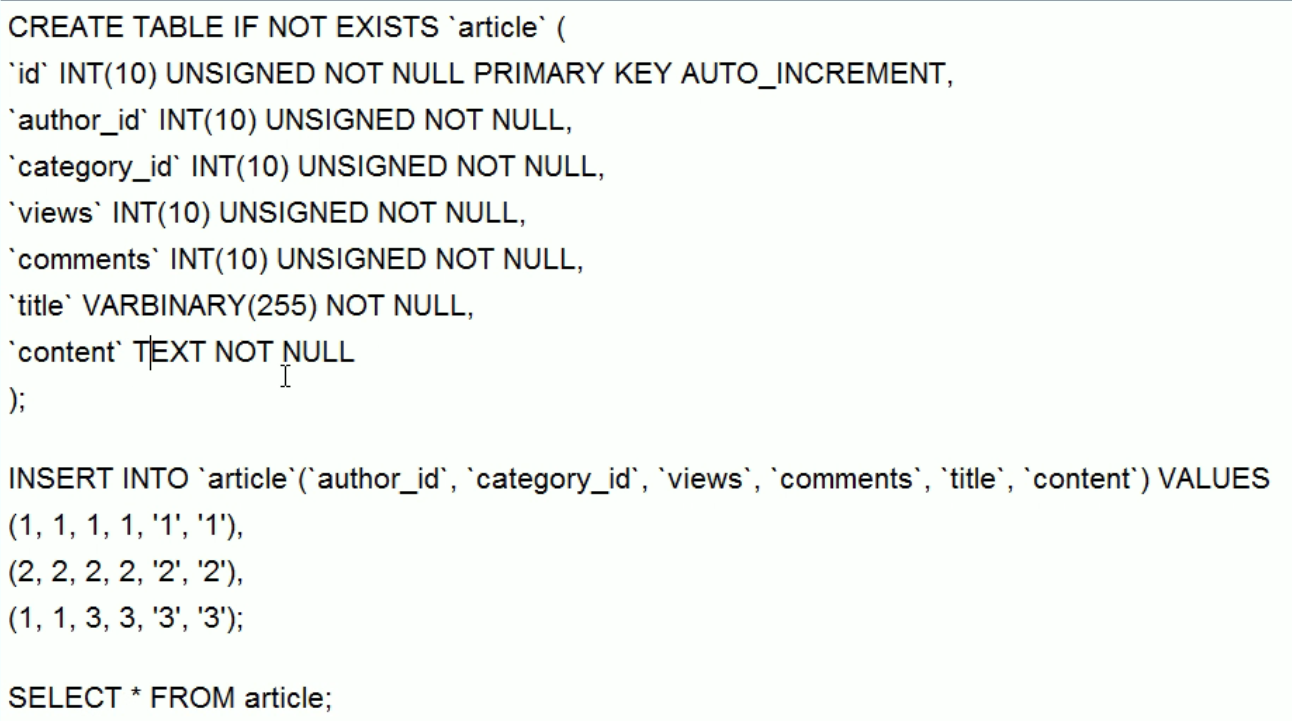 CREATE TABLE IF NOT EXISTS `article` (
`id` INT(10) UNSIGNED NOT NULL PRIMARY KEY AUTO_INCREMENT,
`author_id` INT(10) UNSIGNED NOT NULL,
`category_id` INT(10) UNSIGNED NOT NULL,
`views` INT(10) UNSIGNED NOT NULL,
`comments` INT(10) UNSIGNED NOT NULL,
`title` VARBINARY(255) NOT NULL,
`content` TEXT NOT NULL
);
INSERT INTO `article`(`author_id`, `category_id`, `views`, `comments`, `title`, `content`) VALUES
(1, 1, 1, 1, '1', '1'),
(2, 2, 2, 2, '2', '2'),
(1, 1, 3, 3, '3', '3');
SELECT * FROM article;